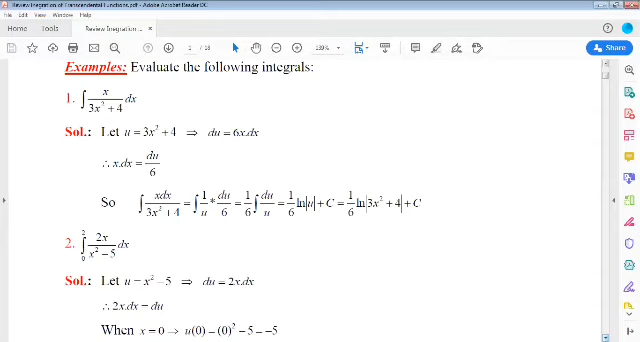 Review Inegrtion of Transcendental Functions.pdf - Adobe Acrobat Reader DC
File Edit View Window Help
Home Tools Review Inegrtion of ... ×
1 / 18 139% Share
Examples: Evaluate the following integrals:
1. ∫ x/(3x² + 4) dx
Sol.: Let u = 3x² + 4 ⇒ du = 6x.dx
∴ x.dx = du/6
So ∫ xdx/(3x² + 4) = ∫ 1/u * du/6 = 1/6 ∫ du/u = 1/6 ln|u| + C = 1/6 ln|3x² + 4| + C
2. ∫₀² 2x/(x² − 5) dx
Sol.: Let u = x² − 5 ⇒ du = 2x.dx
∴ 2x.dx = du
When x = 0 ⇒ u(0) = (0)² − 5 = −5